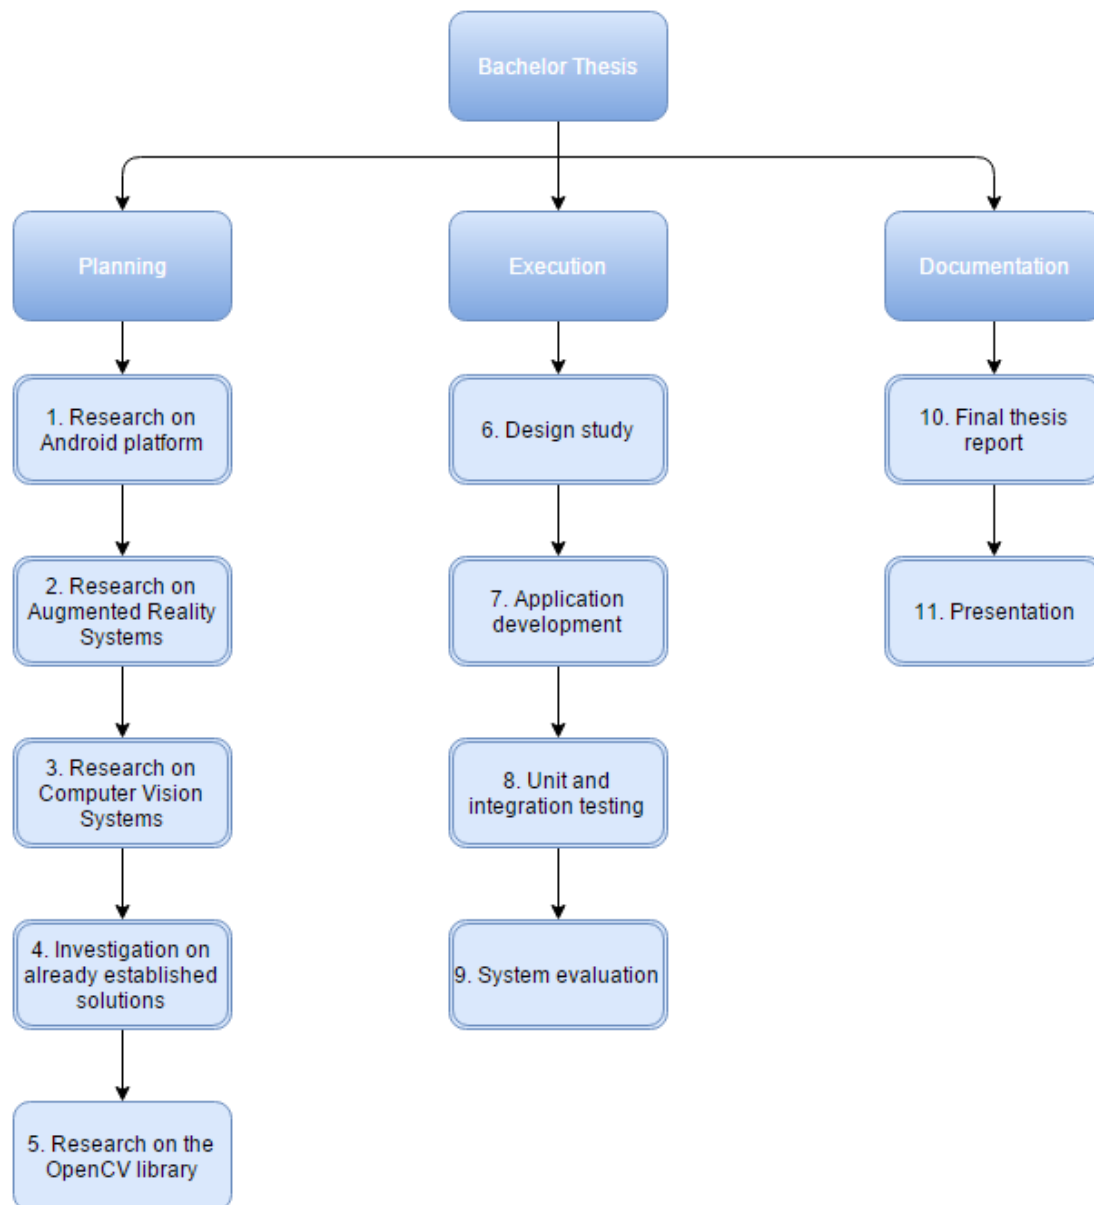 Bachelor Thesis
Planning
Execution
Documentation
1. Research on
Android platform
2. Research on
Augmented Reality
Systems
3. Research on
Computer Vision
Systems
4. Investigation on
already established
solutions
5. Research on the
OpenCV library
6. Design study
7. Application
development
8. Unit and
integration testing
9. System evaluation
10. Final thesis
report
11. Presentation